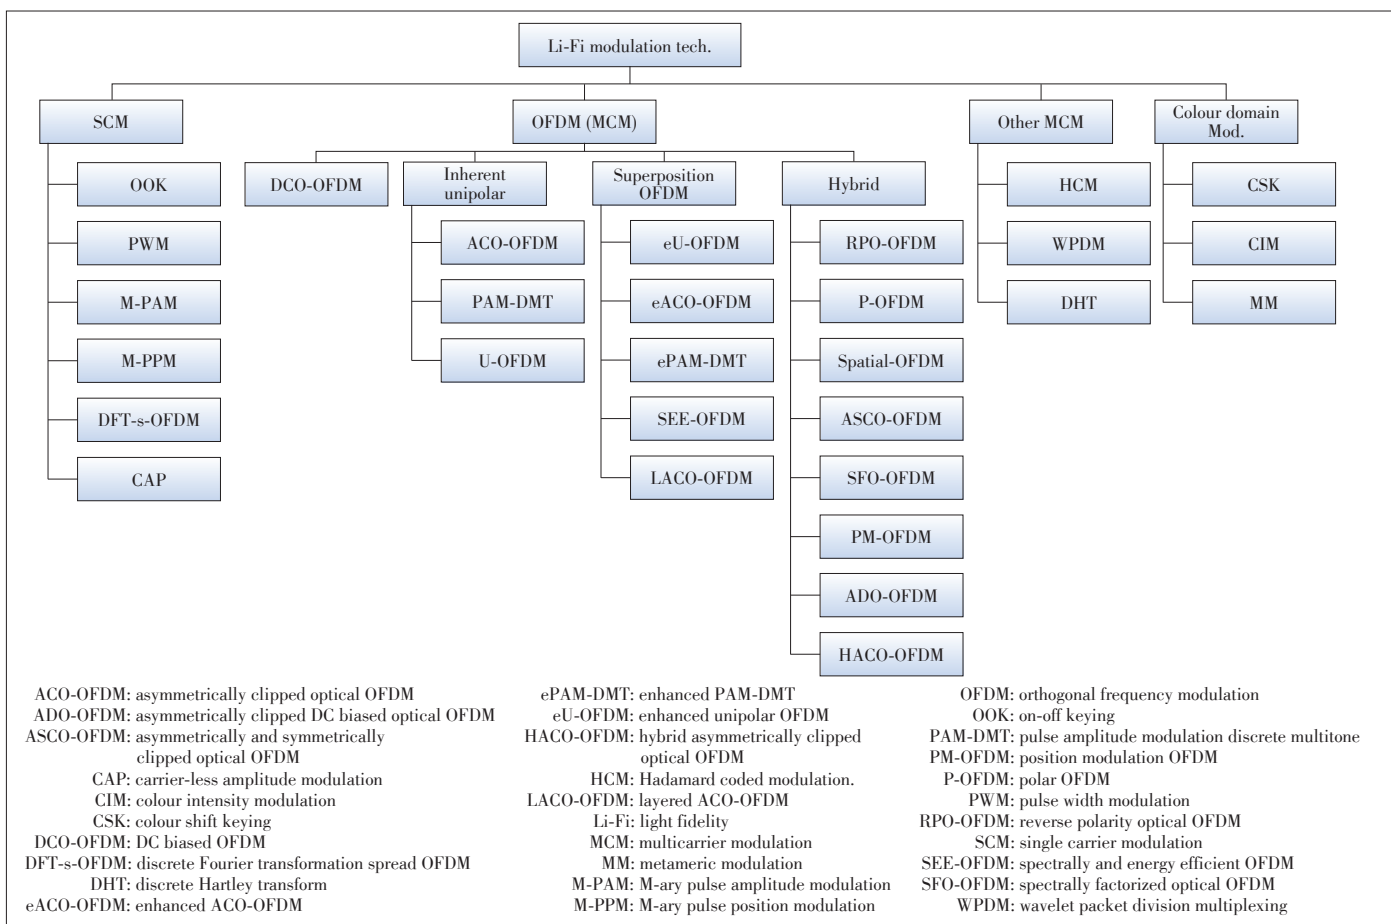 Li-Fi modulation tech.
SCM
OFDM (MCM)
Other MCM
Colour domain
Mod.
OOK
PWM
M-PAM
M-PPM
DFT-s-OFDM
CAP
DCO-OFDM
Inherent
unipolar
ACO-OFDM
PAM-DMT
U-OFDM
Superposition
OFDM
eU-OFDM
eACO-OFDM
ePAM-DMT
SEE-OFDM
LACO-OFDM
Hybrid
RPO-OFDM
P-OFDM
Spatial-OFDM
ASCO-OFDM
SFO-OFDM
PM-OFDM
ADO-OFDM
HACO-OFDM
HCM
WPDM
DHT
CSK
CIM
MM
ACO-OFDM: asymmetrically clipped optical OFDM
ADO-OFDM: asymmetrically clipped DC biased optical OFDM
ASCO-OFDM: asymmetrically and symmetrically
clipped optical OFDM
CAP: carrier-less amplitude modulation
CIM: colour intensity modulation
CSK: colour shift keying
DCO-OFDM: DC biased OFDM
DFT-s-OFDM: discrete Fourier transformation spread OFDM
DHT: discrete Hartley transform
eACO-OFDM: enhanced ACO-OFDM
ePAM-DMT: enhanced PAM-DMT
eU-OFDM: enhanced unipolar OFDM
HACO-OFDM: hybrid asymmetrically clipped
optical OFDM
HCM: Hadamard coded modulation.
LACO-OFDM: layered ACO-OFDM
Li-Fi: light fidelity
MCM: multicarrier modulation
MM: metameric modulation
M-PAM: M-ary pulse amplitude modulation
M-PPM: M-ary pulse position modulation
OFDM: orthogonal frequency modulation
OOK: on-off keying
PAM-DMT: pulse amplitude modulation discrete multitone
PM-OFDM: position modulation OFDM
P-OFDM: polar OFDM
PWM: pulse width modulation
RPO-OFDM: reverse polarity optical OFDM
SCM: single carrier modulation
SEE-OFDM: spectrally and energy efficient OFDM
SFO-OFDM: spectrally factorized optical OFDM
WPDM: wavelet packet division multiplexing